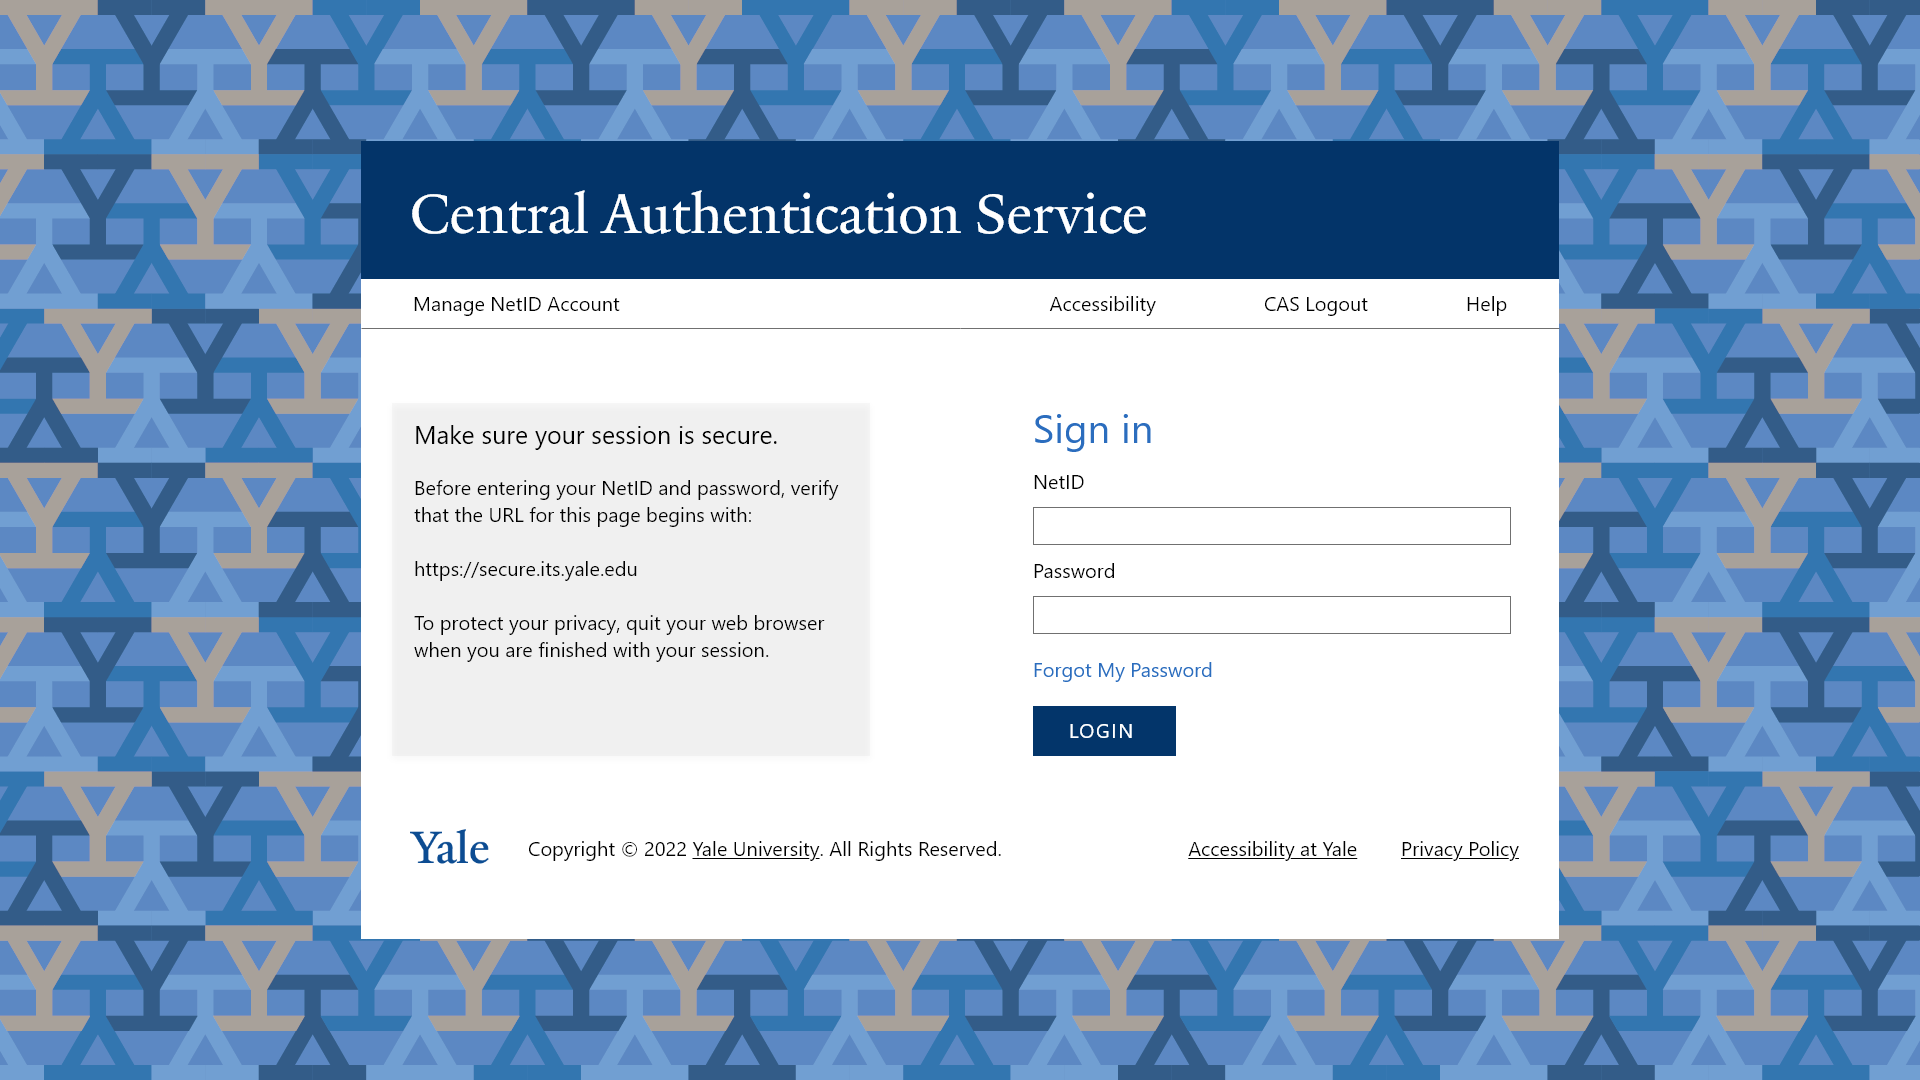 Central Authentication Service
Manage NetID Account
Accessibility
CAS Logout
Help
Make sure your session is secure.
Before entering your NetID and password, verify
that the URL for this page begins with:
https://secure.its.yale.edu
To protect your privacy, quit your web browser
when you are finished with your session.
Sign in
NetID
Password
Forgot My Password
LOGIN
Yale
Copyright © 2022 Yale University. All Rights Reserved.
Accessibility at Yale
Privacy Policy